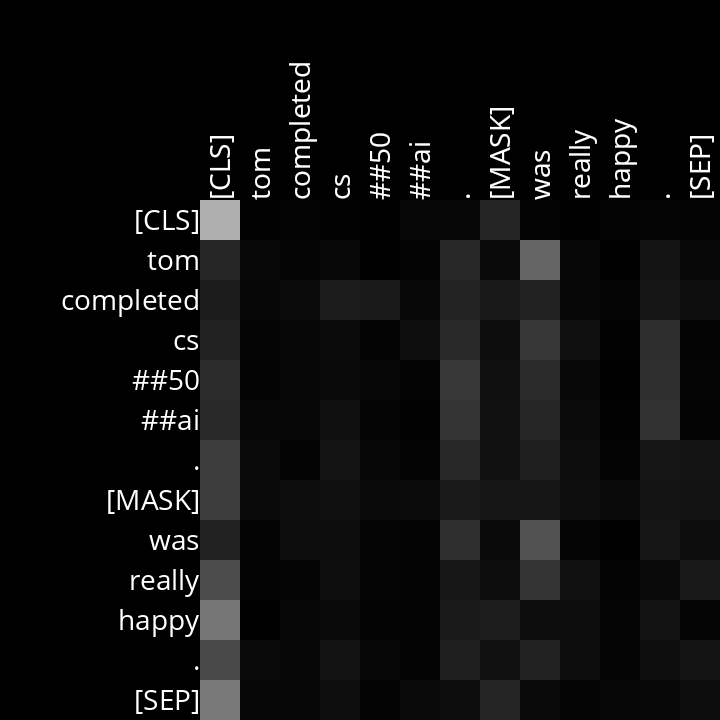 [CLS] tom completed cs ##50 ##ai . [MASK] was really happy . [SEP]
[CLS]
tom
completed
cs
##50
##ai
.
[MASK]
was
really
happy
.
[SEP]